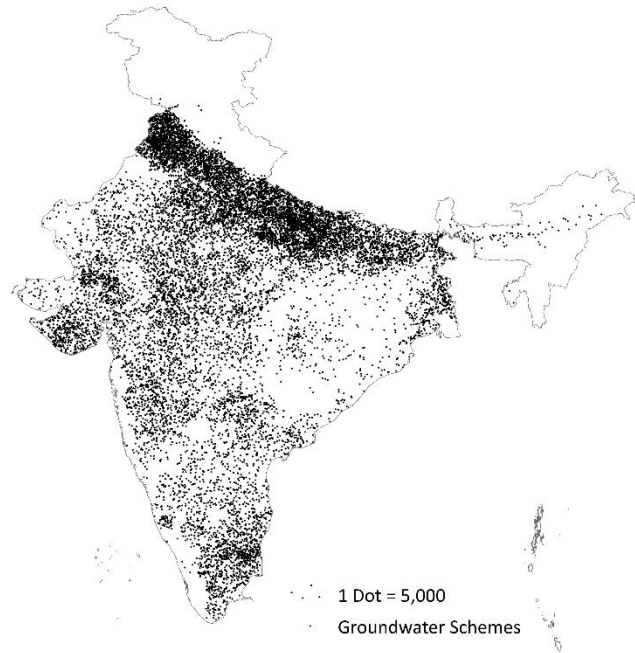 1 Dot = 5,000
Groundwater Schemes